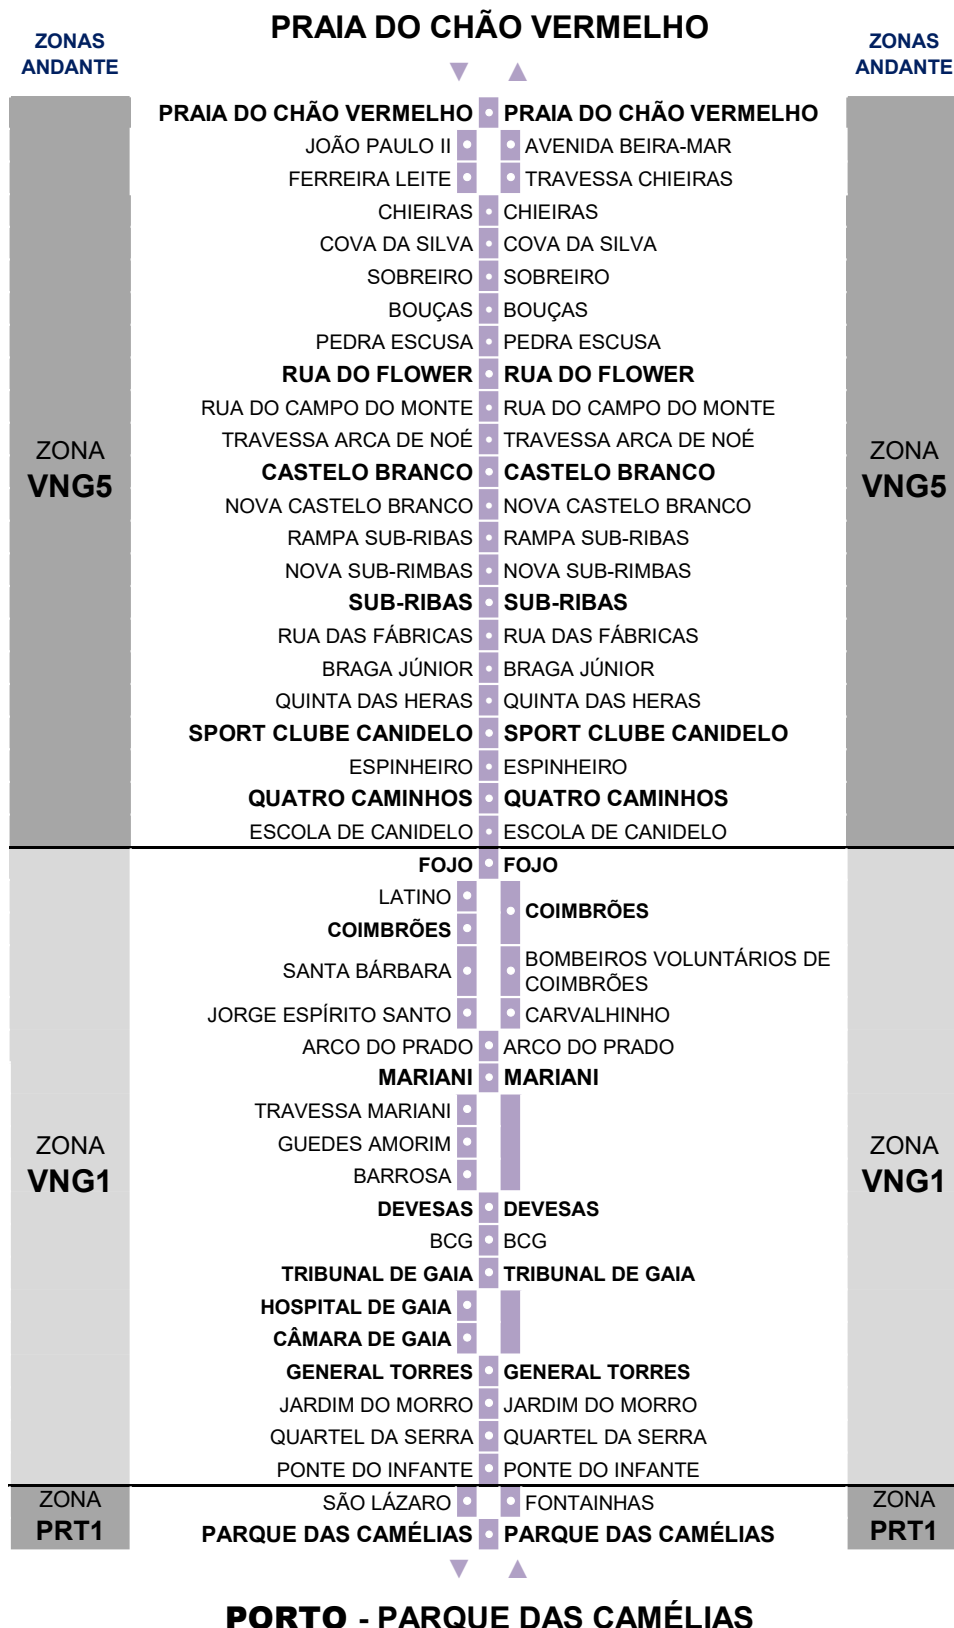 PRAIA DO CHÃO VERMELHO
ZONAS
ANDANTE
ZONAS
ANDANTE
PRAIA DO CHÃO VERMELHO PRAIA DO CHÃO VERMELHO
JOÃO PAULO II AVENIDA BEIRA-MAR
FERREIRA LEITE TRAVESSA CHIEIRAS
CHIEIRAS CHIEIRAS
COVA DA SILVA COVA DA SILVA
SOBREIRO SOBREIRO
BOUÇAS BOUÇAS
PEDRA ESCUSA PEDRA ESCUSA
RUA DO FLOWER RUA DO FLOWER
RUA DO CAMPO DO MONTE RUA DO CAMPO DO MONTE
TRAVESSA ARCA DE NOÉ TRAVESSA ARCA DE NOÉ
ZONA
VNG5
ZONA
VNG5
CASTELO BRANCO CASTELO BRANCO
NOVA CASTELO BRANCO NOVA CASTELO BRANCO
RAMPA SUB-RIBAS RAMPA SUB-RIBAS
NOVA SUB-RIMBAS NOVA SUB-RIMBAS
SUB-RIBAS SUB-RIBAS
RUA DAS FÁBRICAS RUA DAS FÁBRICAS
BRAGA JÚNIOR BRAGA JÚNIOR
QUINTA DAS HERAS QUINTA DAS HERAS
SPORT CLUBE CANIDELO SPORT CLUBE CANIDELO
ESPINHEIRO ESPINHEIRO
QUATRO CAMINHOS QUATRO CAMINHOS
ESCOLA DE CANIDELO ESCOLA DE CANIDELO
FOJO FOJO
LATINO
COIMBRÕES
COIMBRÕES
SANTA BÁRBARA
BOMBEIROS VOLUNTÁRIOS DE
COIMBRÕES
JORGE ESPÍRITO SANTO CARVALHINHO
ARCO DO PRADO ARCO DO PRADO
MARIANI MARIANI
TRAVESSA MARIANI
GUEDES AMORIM
BARROSA
ZONA
VNG1
ZONA
VNG1
DEVESAS DEVESAS
BCG BCG
TRIBUNAL DE GAIA TRIBUNAL DE GAIA
HOSPITAL DE GAIA
CÂMARA DE GAIA
GENERAL TORRES GENERAL TORRES
JARDIM DO MORRO JARDIM DO MORRO
QUARTEL DA SERRA QUARTEL DA SERRA
PONTE DO INFANTE PONTE DO INFANTE
ZONA
PRT1
SÃO LÁZARO FONTAINHAS
PARQUE DAS CAMÉLIAS PARQUE DAS CAMÉLIAS
ZONA
PRT1
PORTO - PARQUE DAS CAMÉLIAS